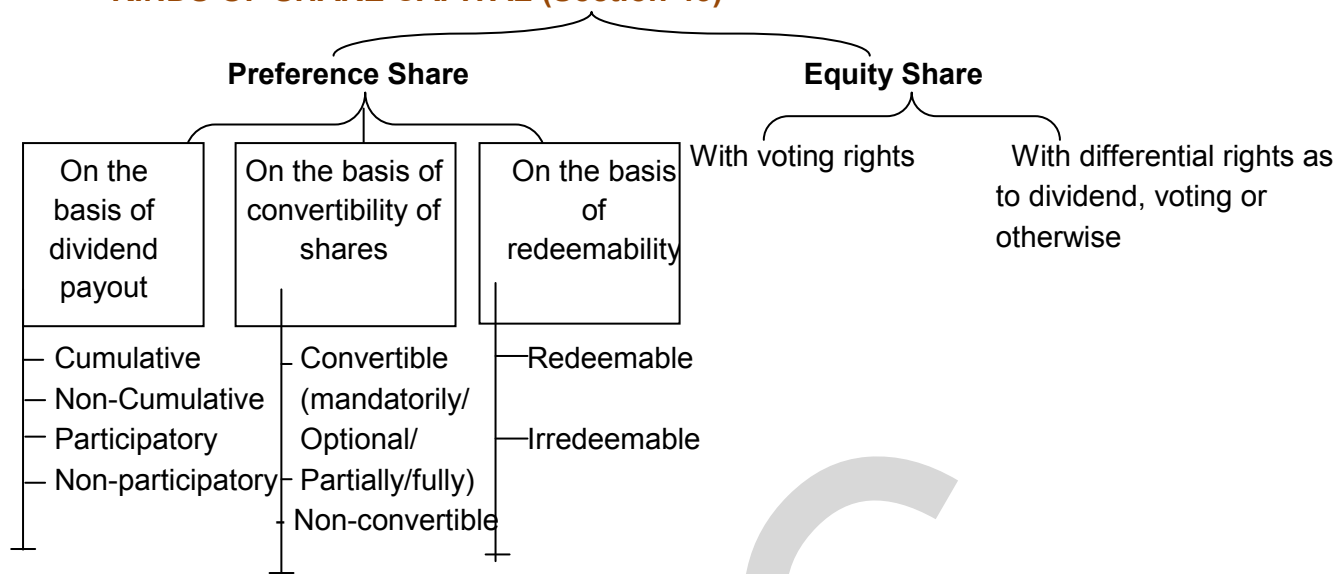 Preference Share
Equity Share
On the
basis of
dividend
payout
On the basis of
convertibility of
shares
On the basis
of
redeemability
With voting rights
With differential rights as
to dividend, voting or
otherwise
Cumulative
Non-Cumulative
Participatory
Non-participatory
Convertible
(mandatorily/
Optional/
Partially/fully)
Non-convertible
Redeemable
Irredeemable